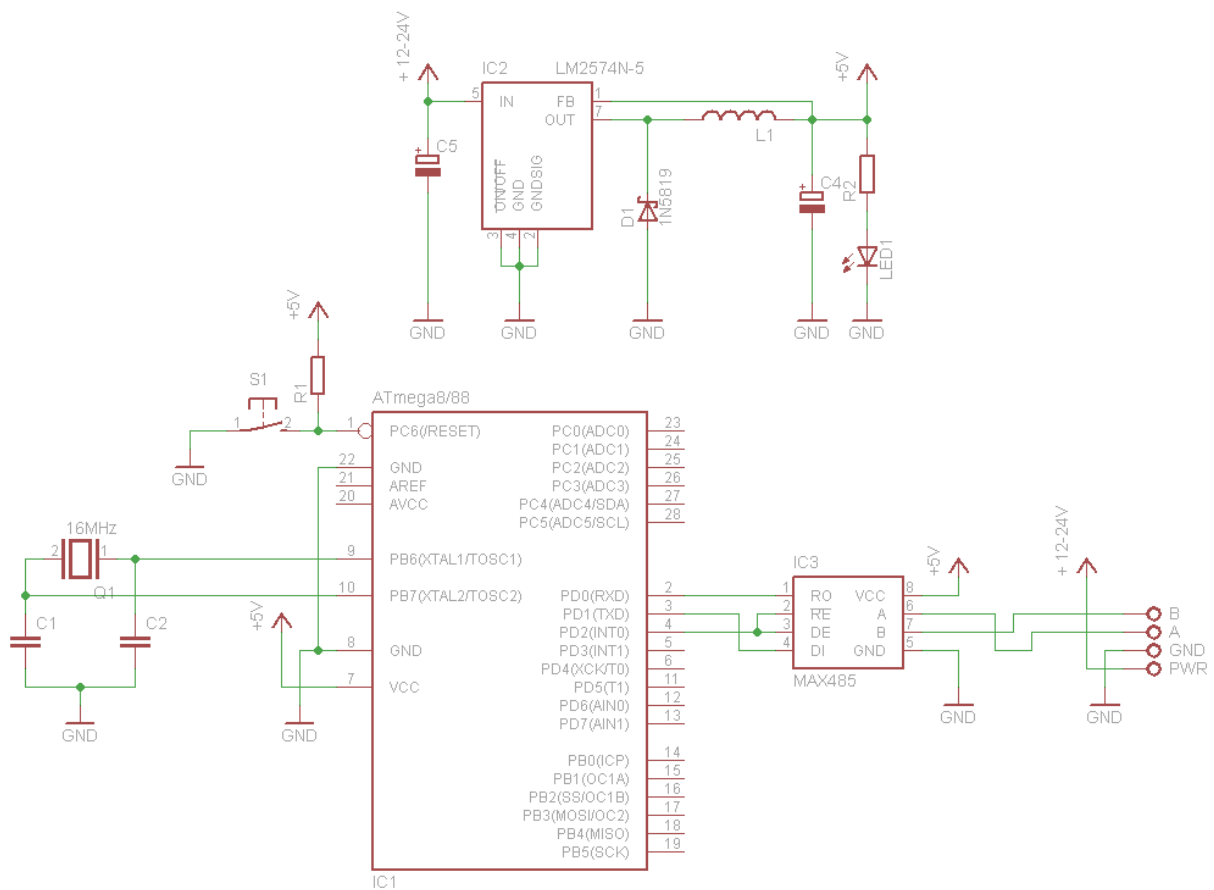 +12-24V
IC2
LM2574N-5
+5V
5
IN
FB
1
OUT
7
C5
+
ON/OFF
GND
GNDSIG
3
4
2
D1
1N5819
L1
C4
+
R2
LED1
GND
GND
GND
GND
GND
+5V
R1
S1
1
2
GND
ATmega8/88
1
PC6(/RESET)
22
GND
21
AREF
20
AVCC
16MHz
2
1
Q1
9
PB6(XTAL1/TOSC1)
10
PB7(XTAL2/TOSC2)
C1
C2
GND
+5V
8
GND
7
VCC
GND
PC0(ADC0)
23
PC1(ADC1)
24
PC2(ADC2)
25
PC3(ADC3)
26
PC4(ADC4/SDA)
27
PC5(ADC5/SCL)
28
PD0(RXD)
2
PD1(TXD)
3
PD2(INT0)
4
PD3(INT1)
5
PD4(XCK/T0)
6
PD5(T1)
11
PD6(AIN0)
12
PD7(AIN1)
13
PB0(ICP)
14
PB1(OC1A)
15
PB2(SS/OC1B)
16
PB3(MOSI/OC2)
17
PB4(MISO)
18
PB5(SCK)
19
IC1
IC3
1
RO
VCC
8
2
RE
A
6
3
DE
B
7
4
DI
GND
5
MAX485
+5V
GND
+12-24V
B
A
GND
PWR
GND